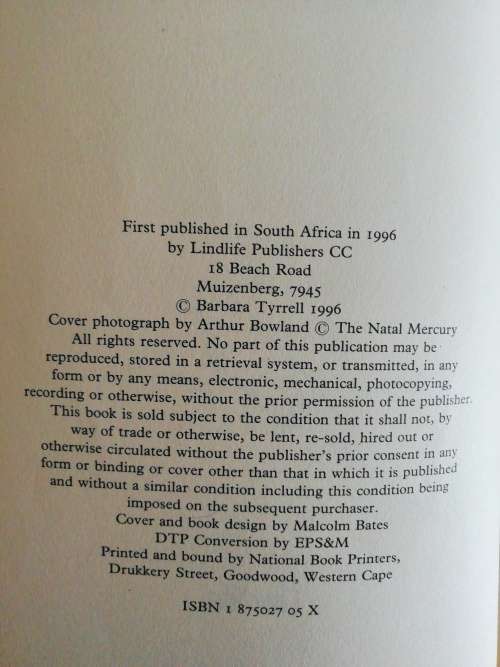 First published in South Africa in 1996
by Lindlife Publishers CC
18 Beach Road
Muizenberg, 7945
© Barbara Tyrrell 1996
Cover photograph by Arthur Bowland © The Natal Mercury
All rights reserved. No part of this publication may be
reproduced, stored in a retrieval system, or transmitted, in any
form or by any means, electronic, mechanical, photocopying,
recording or otherwise, without the prior permission of the publisher.
This book is sold subject to the condition that it shall not, by
way of trade or otherwise, be lent, re-sold, hired out or
otherwise circulated without the publisher's prior consent in any
form or binding or cover other than that in which it is published
and without a similar condition including this condition being
imposed on the subsequent purchaser.
Cover and book design by Malcolm Bates
DTP Conversion by EPS&M
Printed and bound by National Book Printers,
Drukkery Street, Goodwood, Western Cape
ISBN 1 875027 05 X